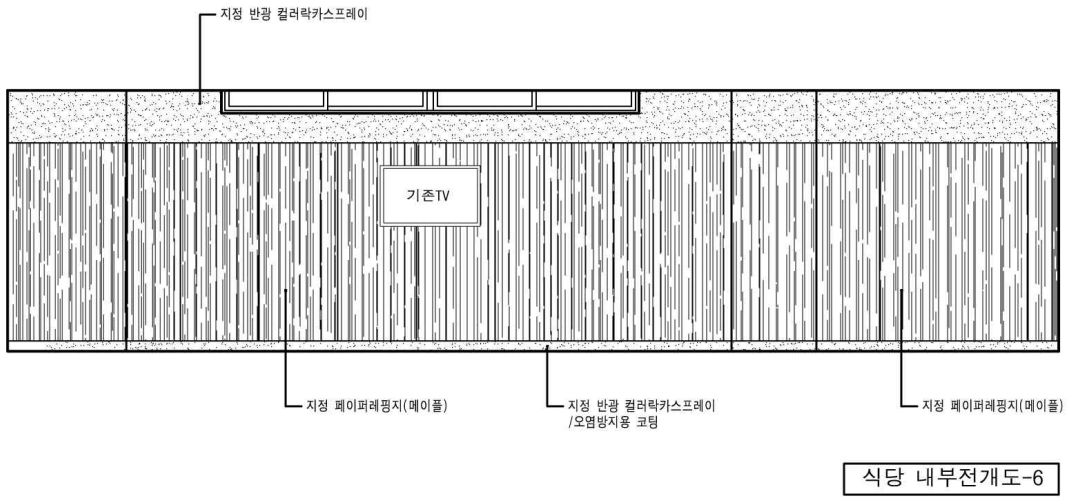 지정 반광 컬러락카스프레이
기존TV
지정 페이퍼레핑지(메이플)
지정 반광 컬러락카스프레이
/오염방지용 코팅
지정 페이퍼레핑지(메이플)
식당 내부전개도-6